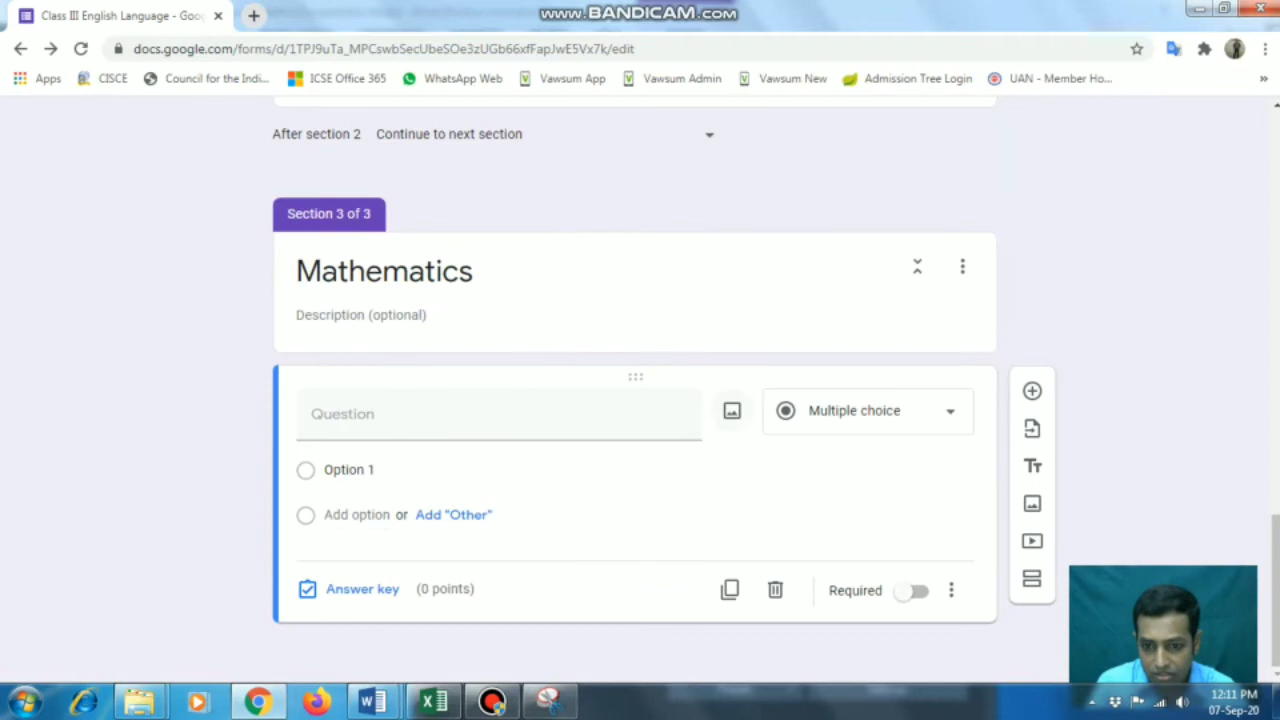 www.BANDICAM.com
Class III English Language - Goo
docs.google.com/forms/d/1TPJ9uTa_MPCswbSecUbeSOe3zUGb66xfFapJwE5Vx7k/edit
Apps CISCE Council for the Indi... ICSE Office 365 WhatsApp Web Vawsum App Vawsum Admin Vawsum New Admission Tree Login UAN - Member Ho... »
After section 2 Continue to next section
Section 3 of 3
Mathematics
Description (optional)
Question Multiple choice
Option 1
Add option or Add "Other"
Answer key (0 points) Required
12:11 PM
07-Sep-20